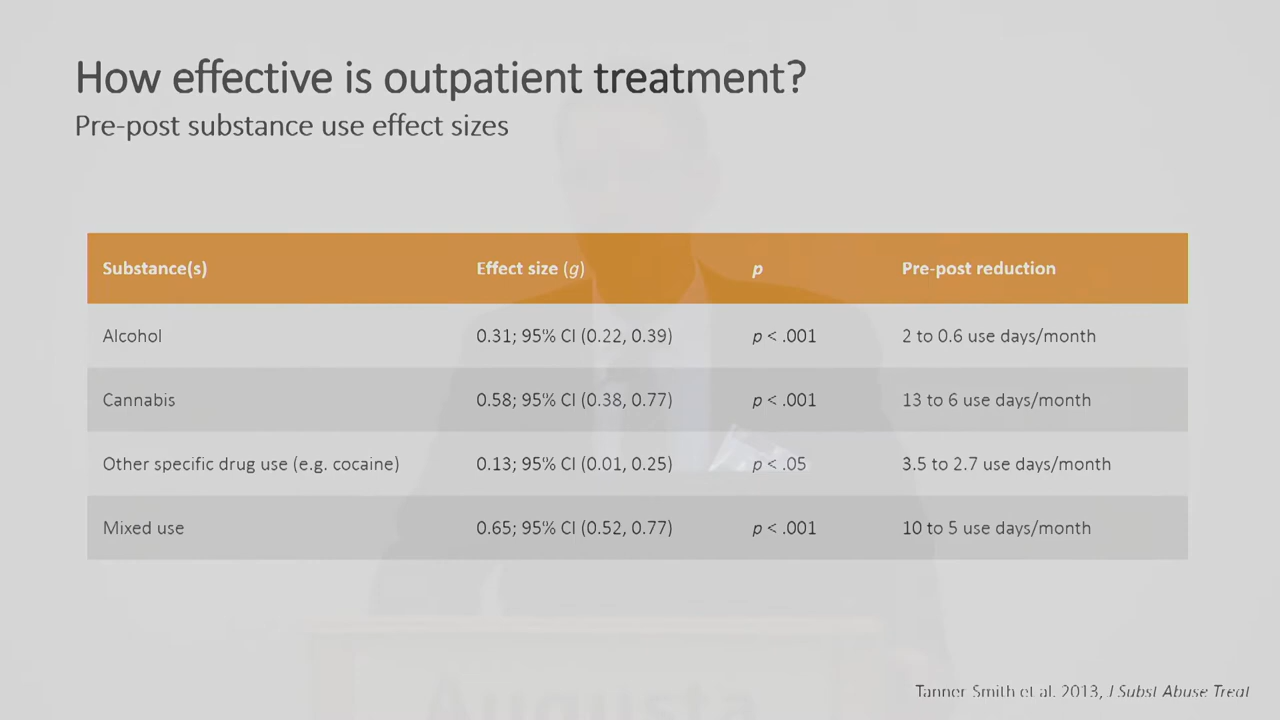 How effective is outpatient treatment?
Pre-post substance use effect sizes
Substance(s) Effect size (g) p Pre-post reduction
Alcohol 0.31; 95% CI (0.22, 0.39) p < .001 2 to 0.6 use days/month
Cannabis 0.58; 95% CI (0.38, 0.77) p < .001 13 to 6 use days/month
Other specific drug use (e.g. cocaine) 0.13; 95% CI (0.01, 0.25) p < .05 3.5 to 2.7 use days/month
Mixed use 0.65; 95% CI (0.52, 0.77) p < .001 10 to 5 use days/month
Tanner Smith et al. 2013, J Subst Abuse Treat
Augusta